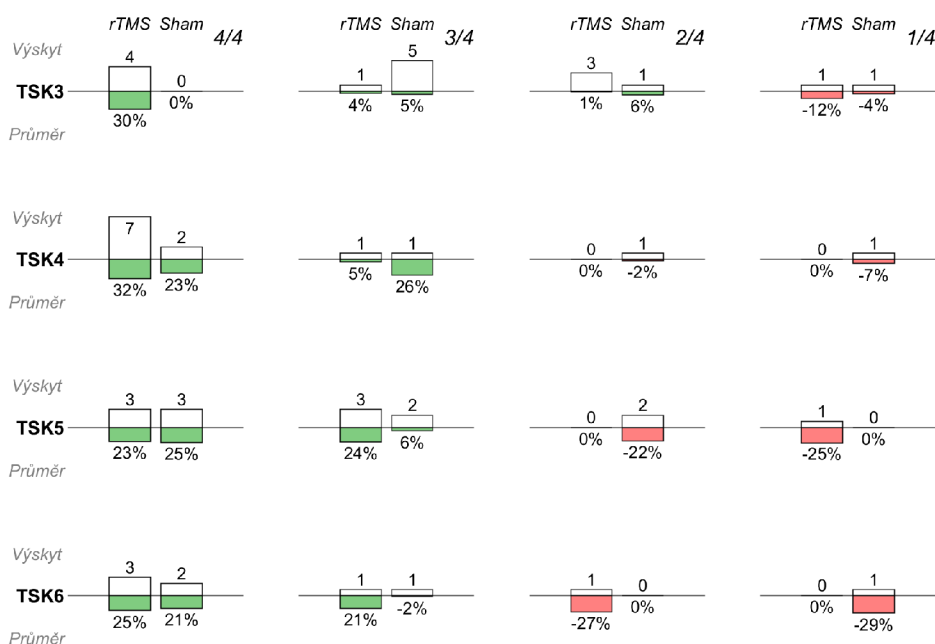 rTMS Sham 4/4 rTMS Sham 3/4 rTMS Sham 2/4 rTMS Sham 1/4
Výskyt
4 0 1 5 3 1 1 1
TSK3
30% 0% 4% 5% 1% 6% -12% -4%
Průměr
Výskyt
7 2 1 1 0 1 0 1
TSK4
32% 23% 5% 26% 0% -2% 0% -7%
Průměr
Výskyt
3 3 3 2 0 2 1 0
TSK5
23% 25% 24% 6% 0% -22% -25% 0%
Průměr
Výskyt
3 2 1 1 1 0 0 1
TSK6
25% 21% 21% -2% -27% 0% 0% -29%
Průměr